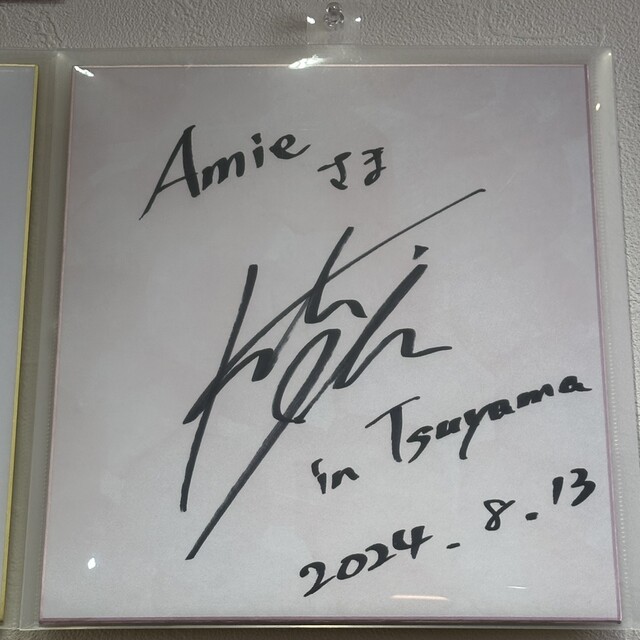 Amie さま
in Tsuyama
2024.8.13